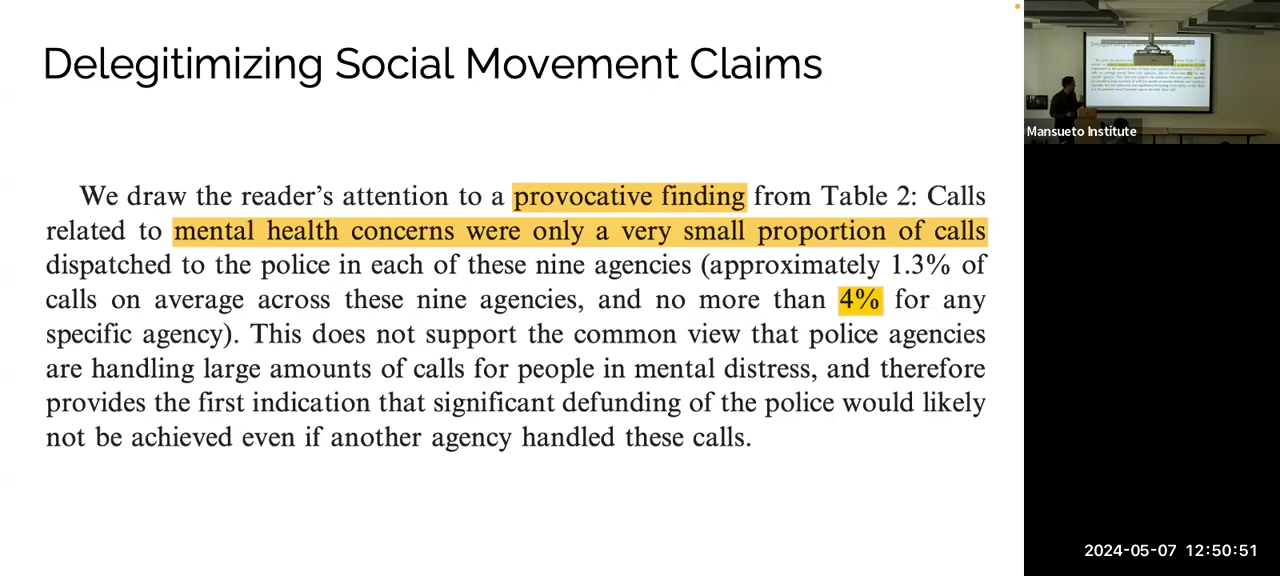 Delegitimizing Social Movement Claims
We draw the reader’s attention to a provocative finding from Table 2: Calls
related to mental health concerns were only a very small proportion of calls
dispatched to the police in each of these nine agencies (approximately 1.3% of
calls on average across these nine agencies, and no more than 4% for any
specific agency). This does not support the common view that police agencies
are handling large amounts of calls for people in mental distress, and therefore
provides the first indication that significant defunding of the police would likely
not be achieved even if another agency handled these calls.
Mansueto Institute
2024-05-07 12:50:51